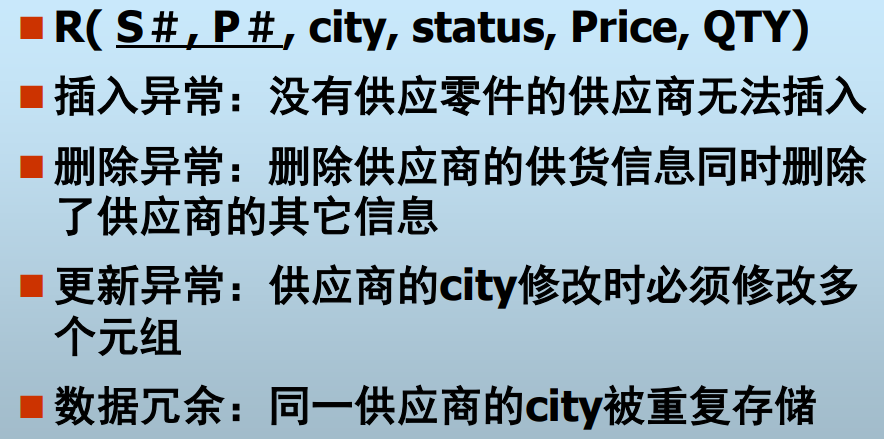 R( S#, P#, city, status, Price, QTY)
插入异常：没有供应零件的供应商无法插入
删除异常：删除供应商的供货信息同时删除
了供应商的其它信息
更新异常：供应商的city修改时必须修改多
个元组
数据冗余：同一供应商的city被重复存储